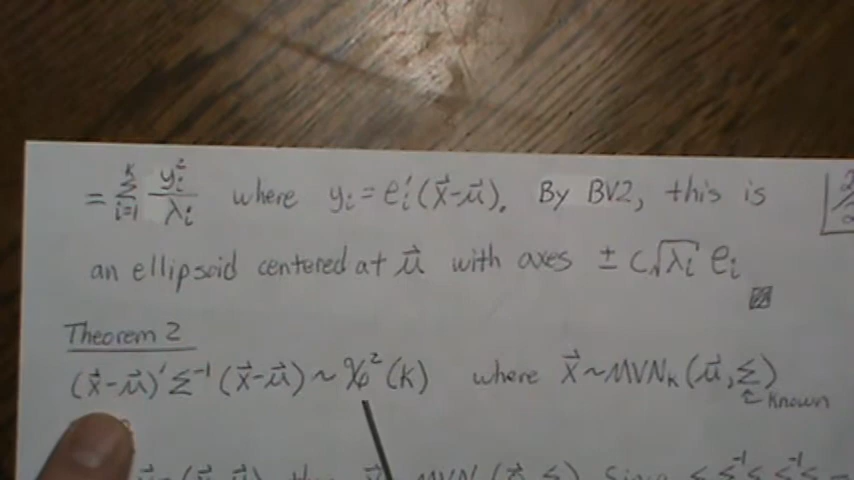 = Σ_{i=1}^{K} y_i²/λ_i where y_i = e_i'(x⃗-μ⃗). By BV2, this is
an ellipsoid centered at μ⃗ with axes ± c√λ_i e_i
Theorem 2
(x⃗-μ⃗)'Σ⁻¹(x⃗-μ⃗) ~ χ²(K) where x⃗ ~ MVN_K(μ⃗, Σ)
↑ Known